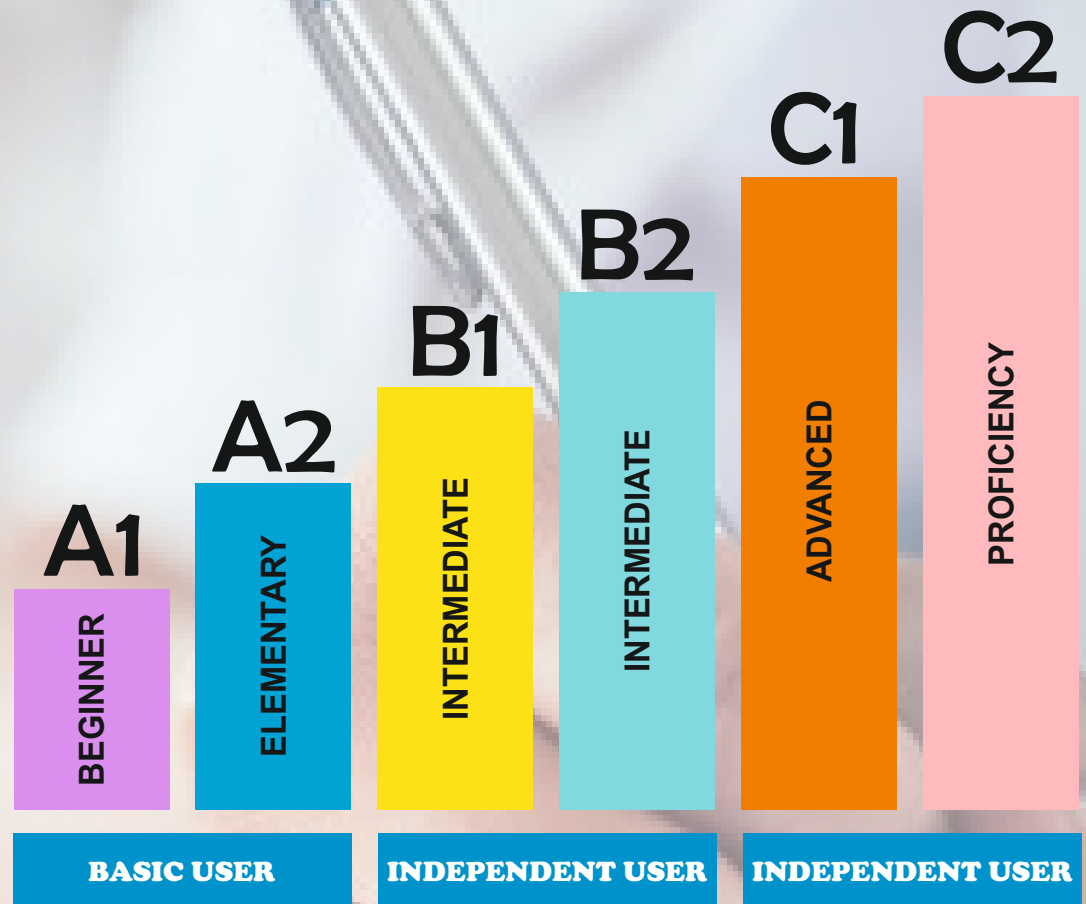 A1
BEGINNER
A2
ELEMENTARY
B1
INTERMEDIATE
B2
INTERMEDIATE
C1
ADVANCED
C2
PROFICIENCY
BASIC USER
INDEPENDENT USER
INDEPENDENT USER